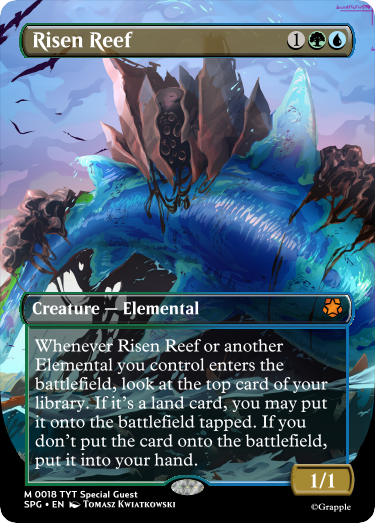 Risen Reef 1
Creature — Elemental
Whenever Risen Reef or another
Elemental you control enters the
battlefield, look at the top card of your
library. If it's a land card, you may put
it onto the battlefield tapped. If you
don't put the card onto the battlefield,
put it into your hand.
1/1
M 0018 TYT Special Guest
SPG • EN Tomasz Kwiatkowski
©Grapple